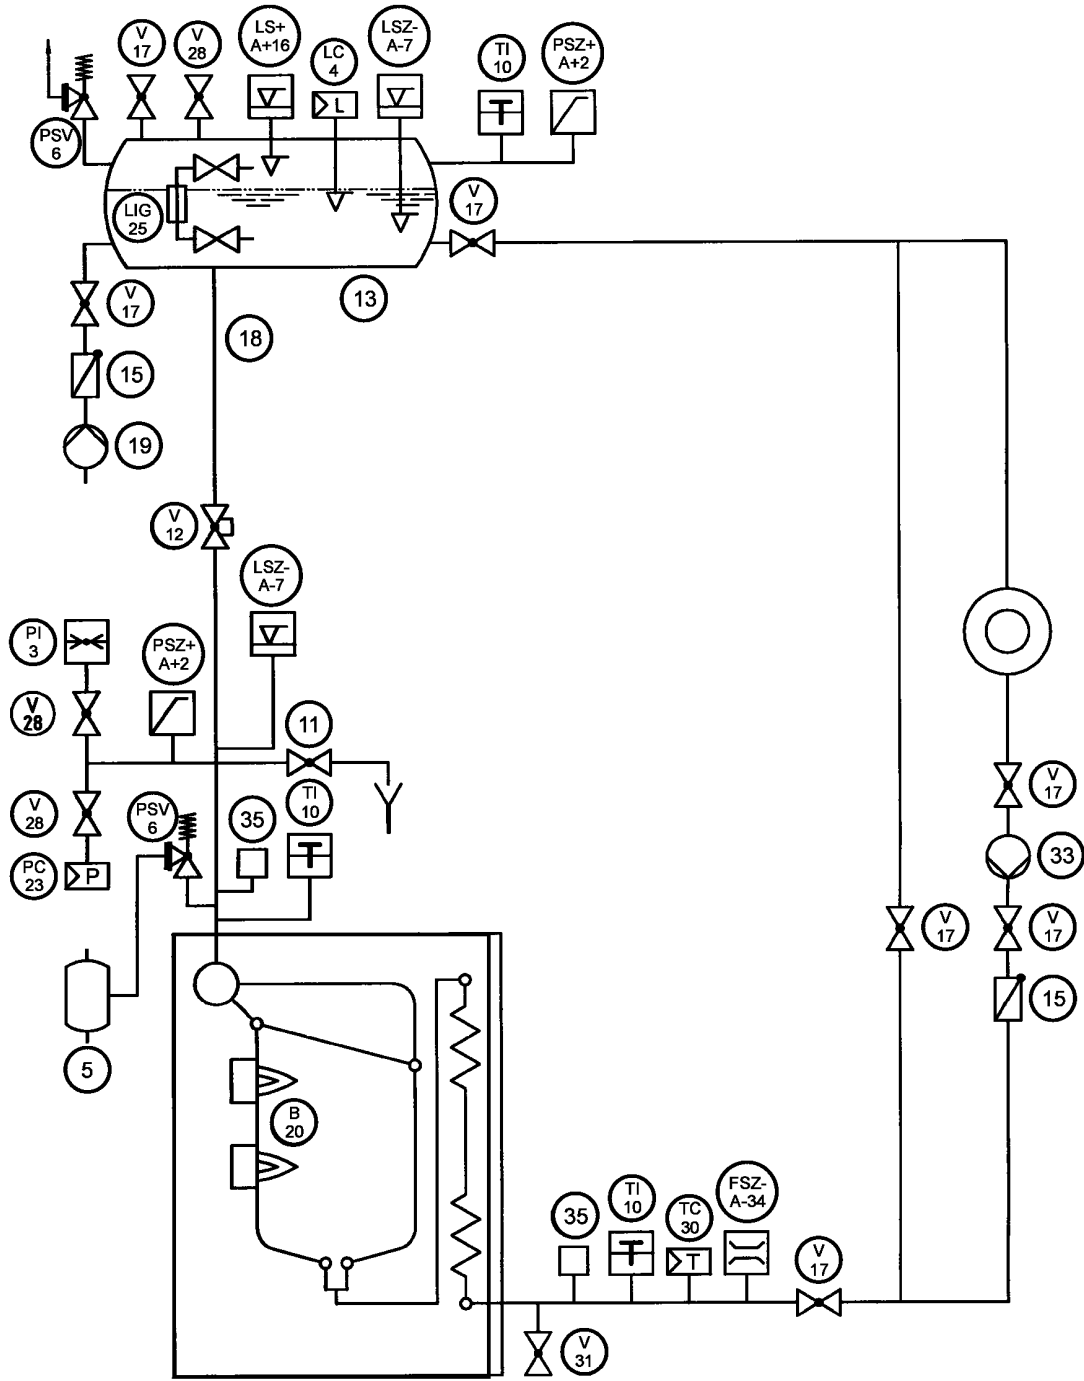 V
17
V
28
LS+
A+16
LC
4
LSZ-
A-7
TI
10
PSZ+
A+2
L
T
PSV
6
LIG
25
V
17
V
17
13
18
15
19
V
12
LSZ-
A-7
PI
3
PSZ+
A+2
V
28
11
V
28
PSV
6
35
TI
10
V
17
PC
23
P
T
33
V
17
V
17
5
15
B
20
35
TI
10
TC
30
FSZ-
A-34
T
T
V
17
V
31